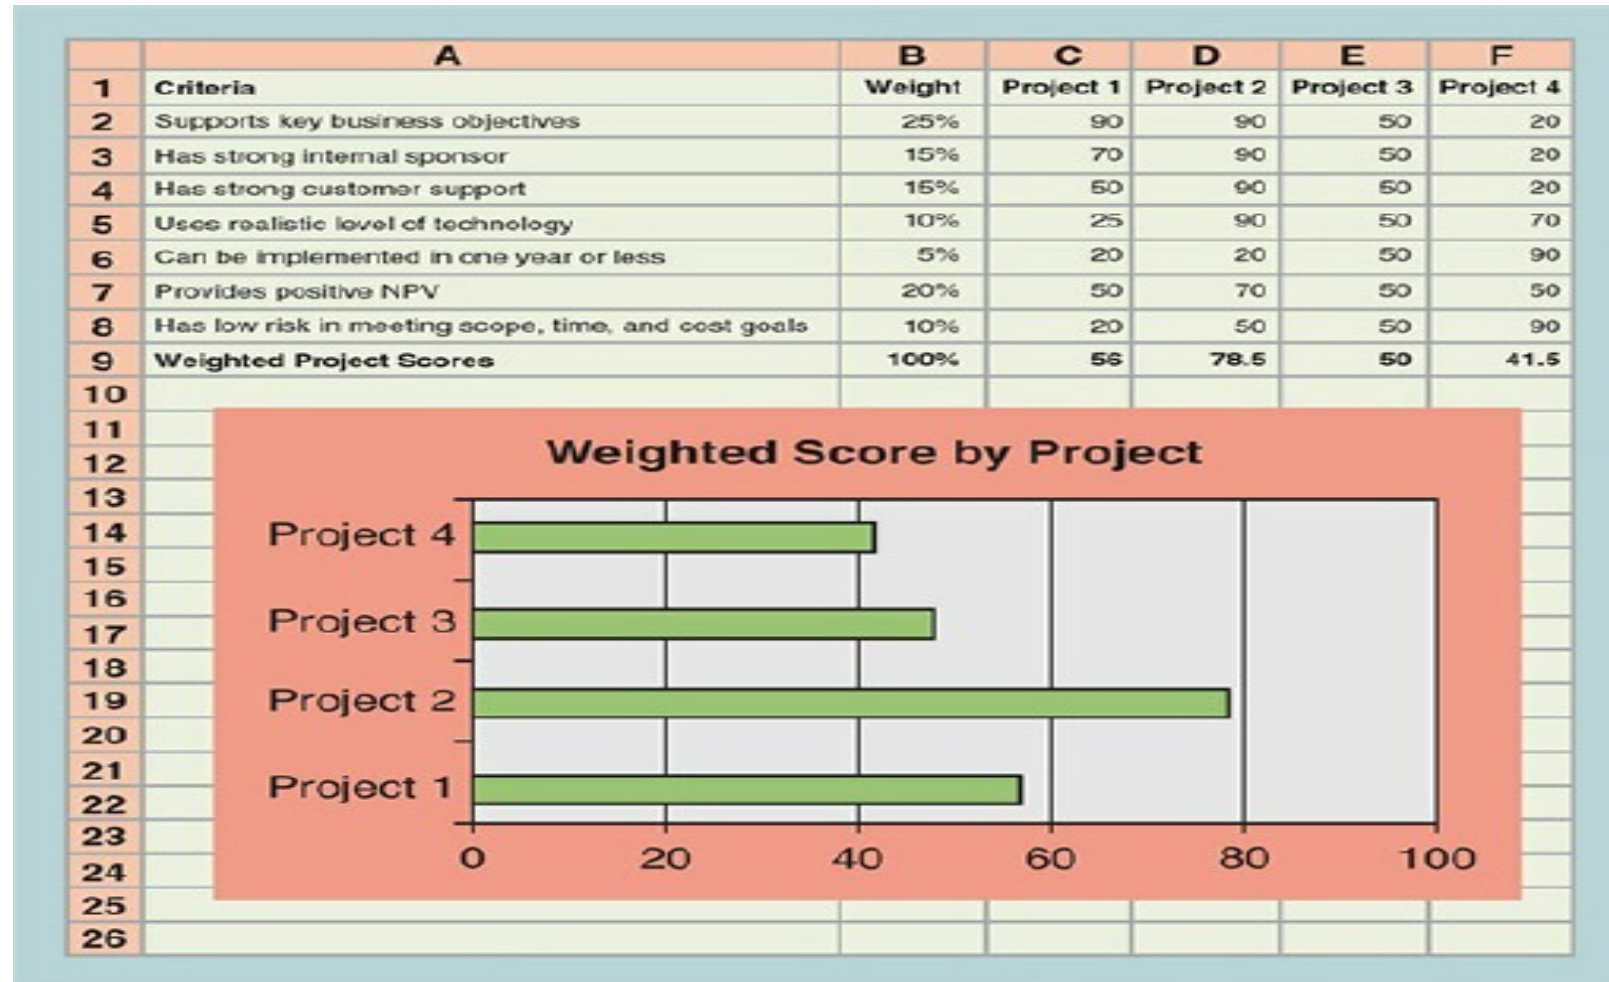 A B C D E F
1 Criteria Weight Project 1 Project 2 Project 3 Project 4
2 Supports key business objectives 25% 90 90 50 20
3 Has strong internal sponsor 15% 70 90 50 20
4 Has strong customer support 15% 50 90 50 20
5 Uses realistic level of technology 10% 25 90 50 70
6 Can be implemented in one year or less 5% 20 20 50 90
7 Provides positive NPV 20% 50 70 50 50
8 Has low risk in meeting scope, time, and cost goals 10% 20 50 50 90
9 Weighted Project Scores 100% 56 78.5 50 41.5
10
11
12 Weighted Score by Project
13
14 Project 4
15
16
17 Project 3
18
19 Project 2
20
21
22 Project 1
23
24 0 20 40 60 80 100
25
26